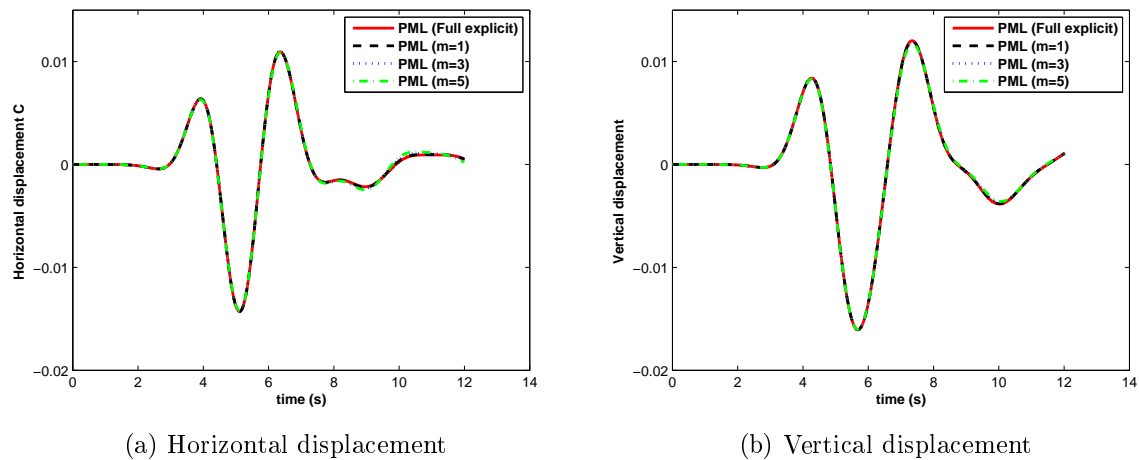 PML (Full explicit)
PML (m=1)
PML (m=3)
PML (m=5)
0.01
0
−0.01
−0.02
0 2 4 6 8 10 12 14
Horizontal displacement C
time (s)
(a) Horizontal displacement
PML (Full explicit)
PML (m=1)
PML (m=3)
PML (m=5)
0.01
0
−0.01
−0.02
0 2 4 6 8 10 12 14
Vertical displacement
time (s)
(b) Vertical displacement